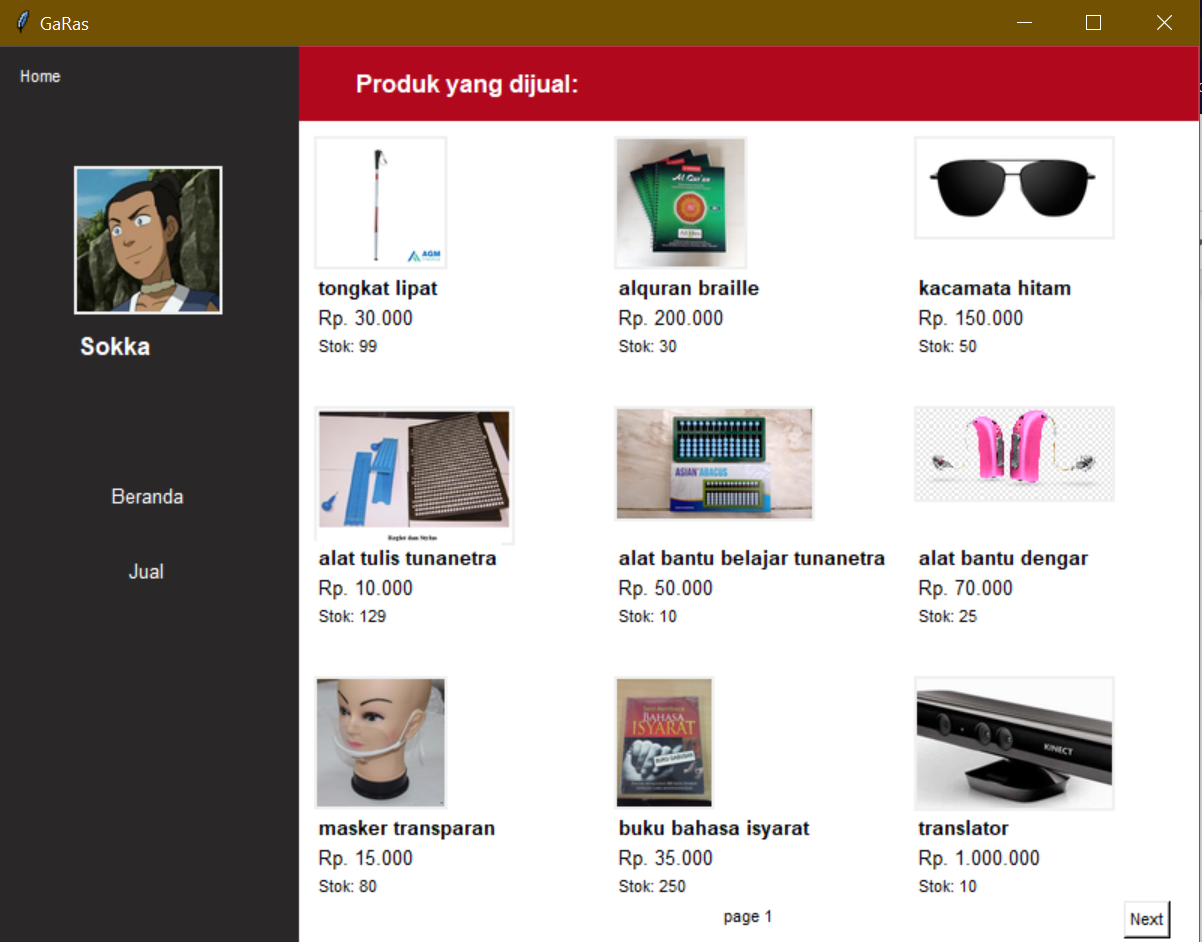 GaRas
Home
Produk yang dijual:
Sokka
Beranda
Jual
AGM
tongkat lipat
Rp. 30.000
Stok: 99
Al Qur'an
alquran braille
Rp. 200.000
Stok: 30
kacamata hitam
Rp. 150.000
Stok: 50
Regler dan Stylus
alat tulis tunanetra
Rp. 10.000
Stok: 129
ASIAN ABACUS
alat bantu belajar tunanetra
Rp. 50.000
Stok: 10
alat bantu dengar
Rp. 70.000
Stok: 25
masker transparan
Rp. 15.000
Stok: 80
BAHASA
ISYARAT
buku bahasa isyarat
Rp. 35.000
Stok: 250
KINECT
translator
Rp. 1.000.000
Stok: 10
page 1
Next